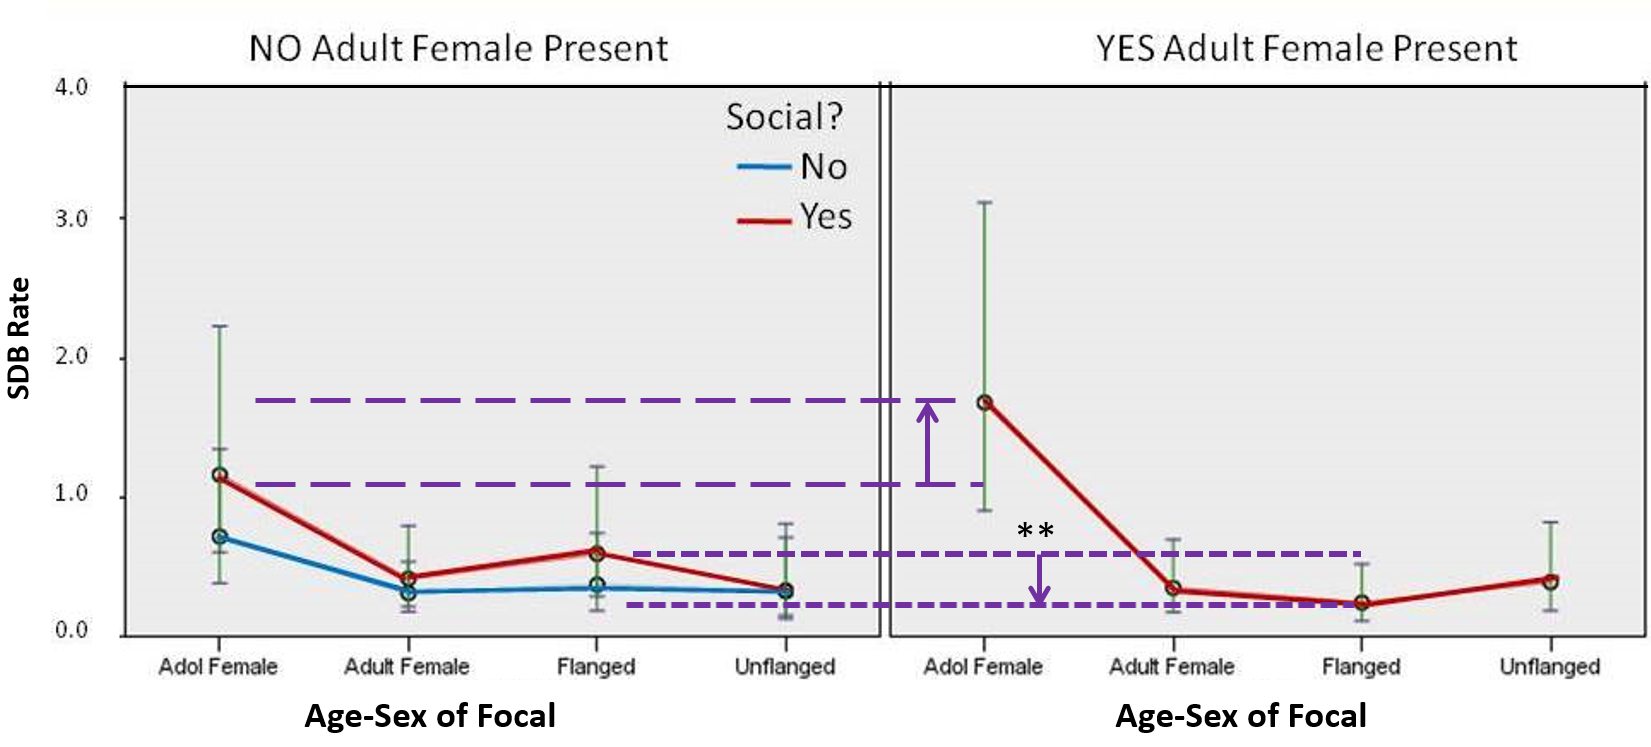 NO Adult Female Present
YES Adult Female Present
4.0
3.0
2.0
1.0
0.0
SDB Rate
Social?
No
Yes
**
Adol Female
Adult Female
Flanged
Unflanged
Adol Female
Adult Female
Flanged
Unflanged
Age-Sex of Focal
Age-Sex of Focal